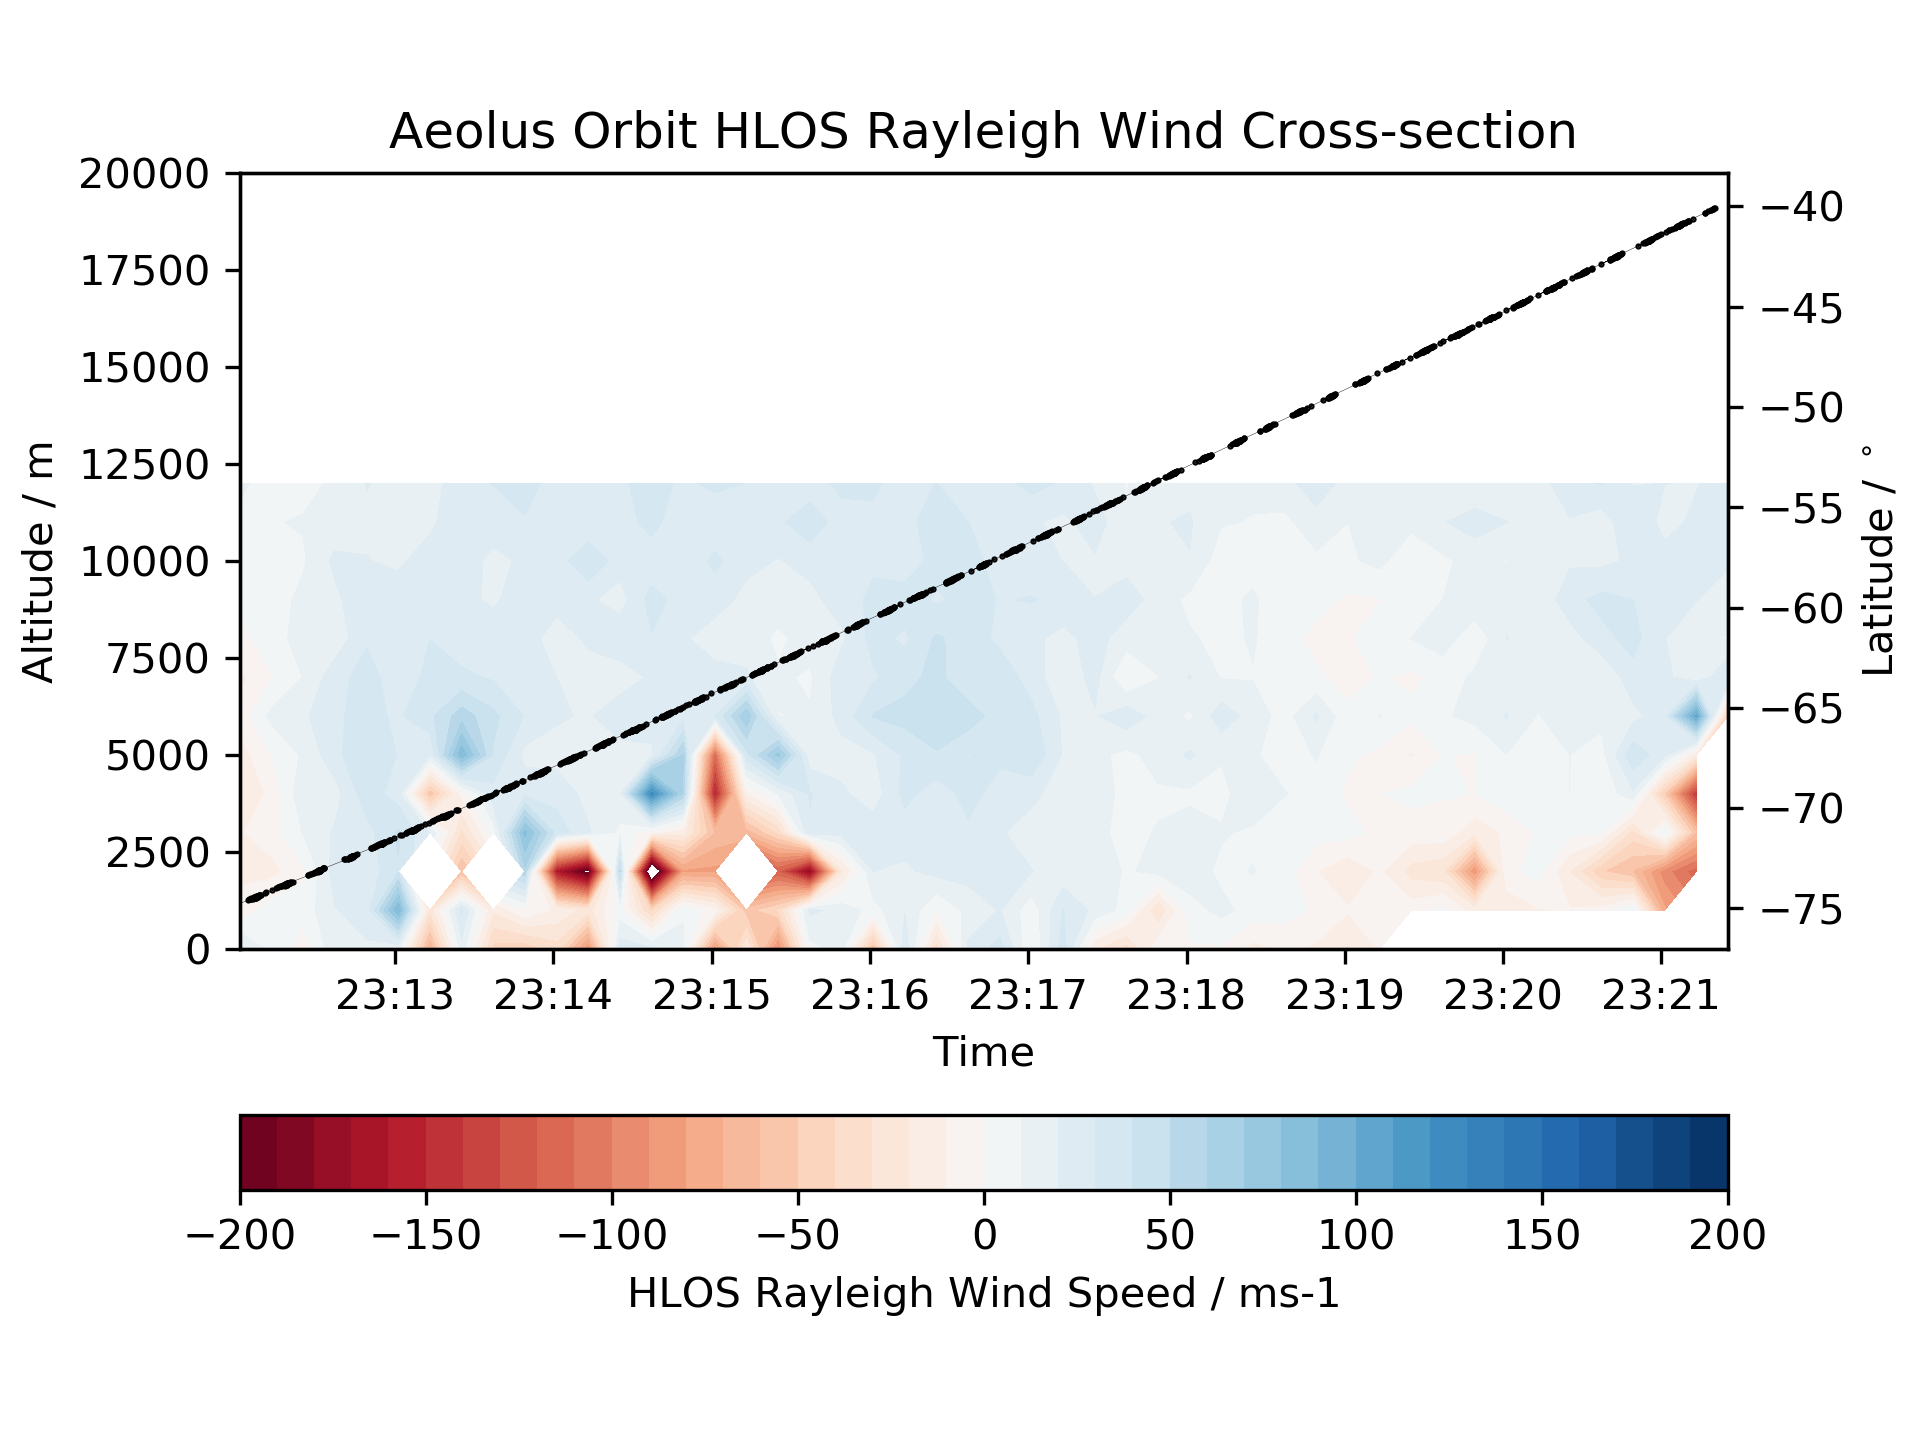 Aeolus Orbit HLOS Rayleigh Wind Cross-section
20000
17500
15000
12500
10000
7500
5000
2500
0
Altitude / m
−40
−45
−50
−55
−60
−65
−70
−75
Latitude / °
23:13 23:14 23:15 23:16 23:17 23:18 23:19 23:20 23:21
Time
−200 −150 −100 −50 0 50 100 150 200
HLOS Rayleigh Wind Speed / ms-1